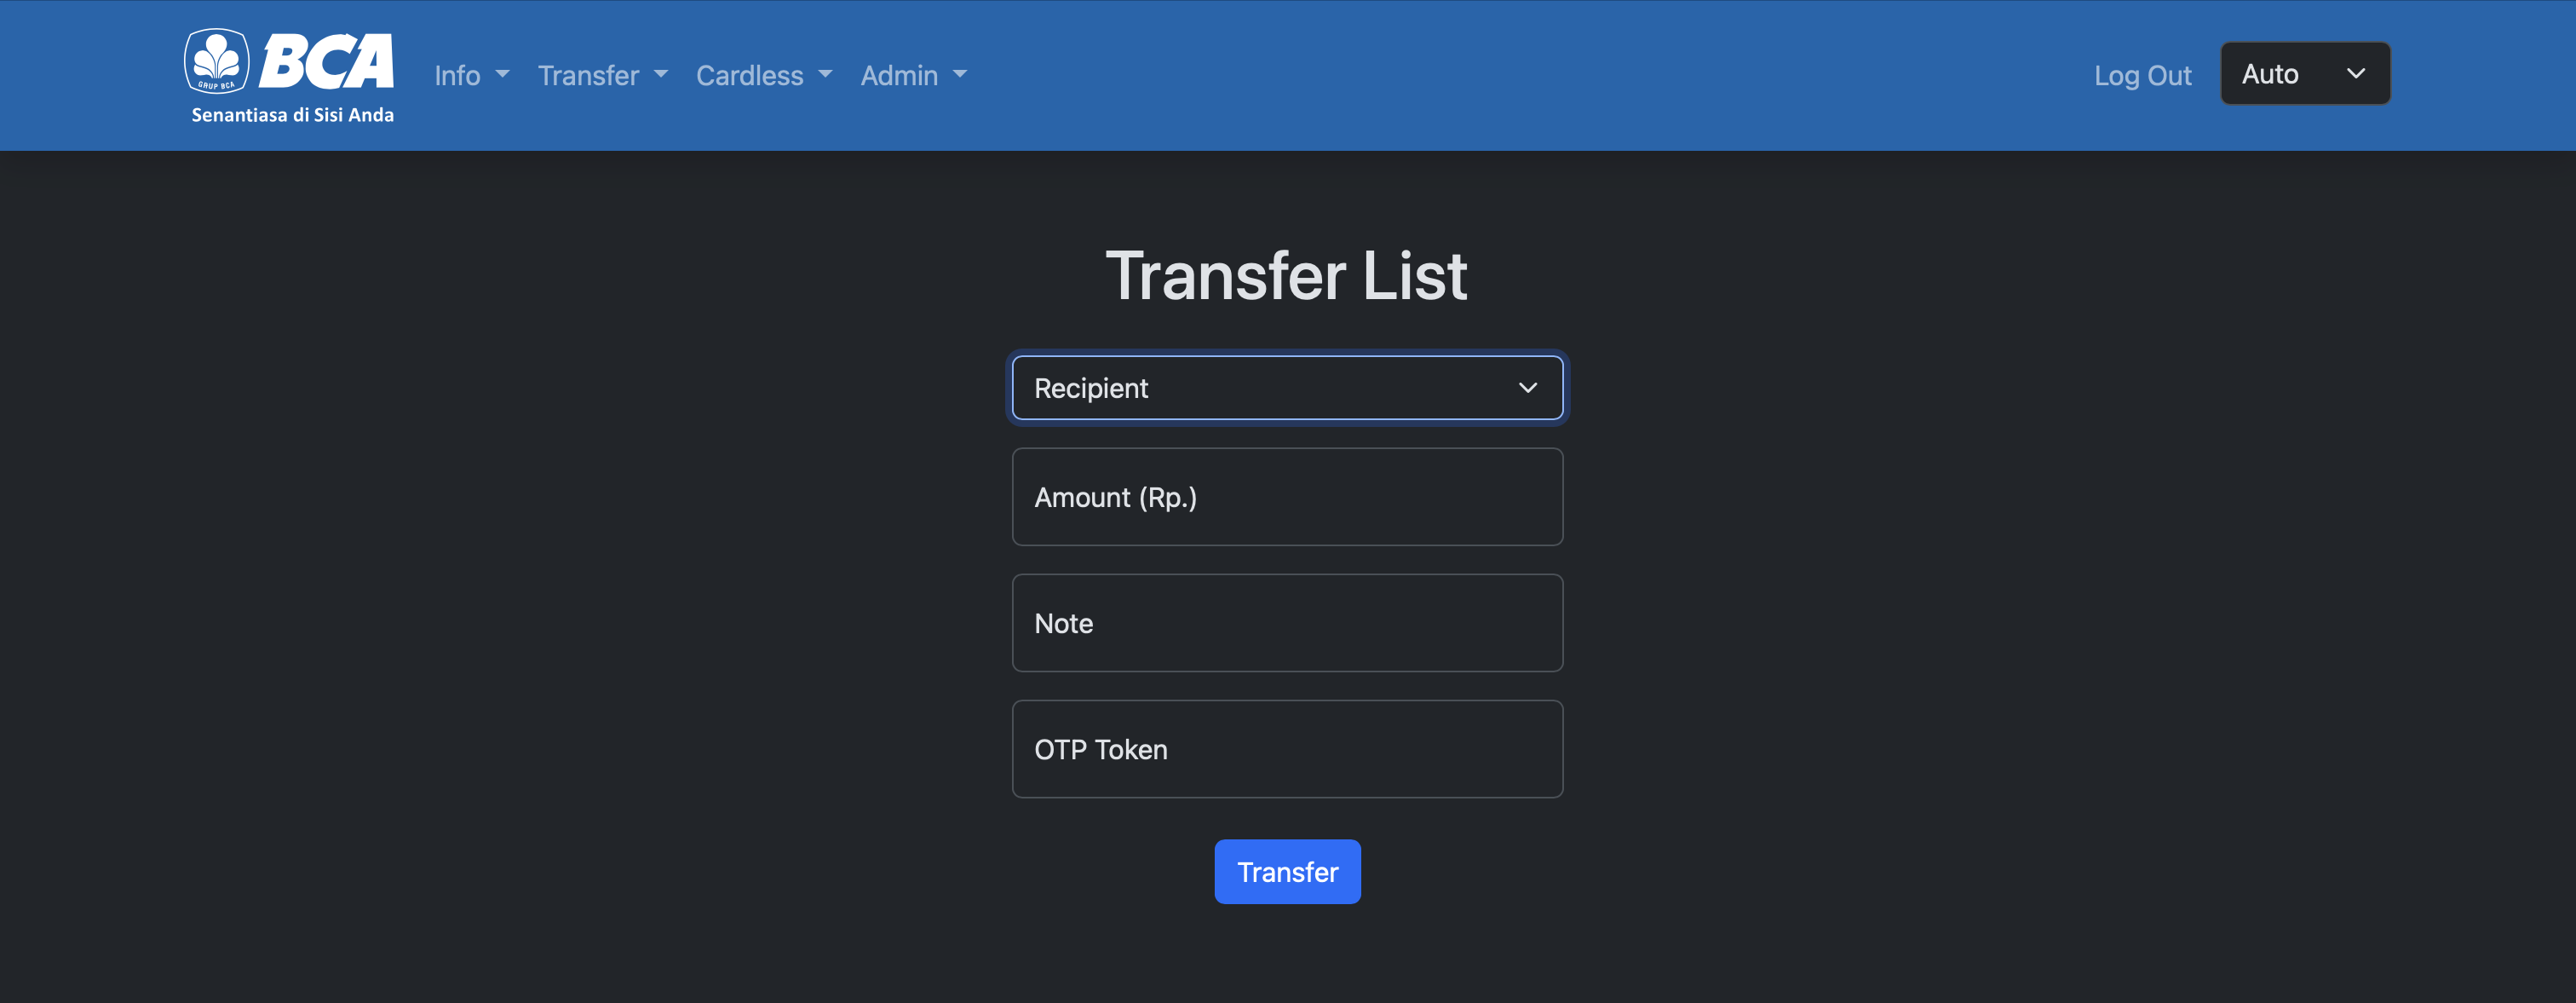 GRUP BCA
BCA
Senantiasa di Sisi Anda
Info
Transfer
Cardless
Admin
Log Out
Auto
Transfer List
Recipient
Amount (Rp.)
Note
OTP Token
Transfer